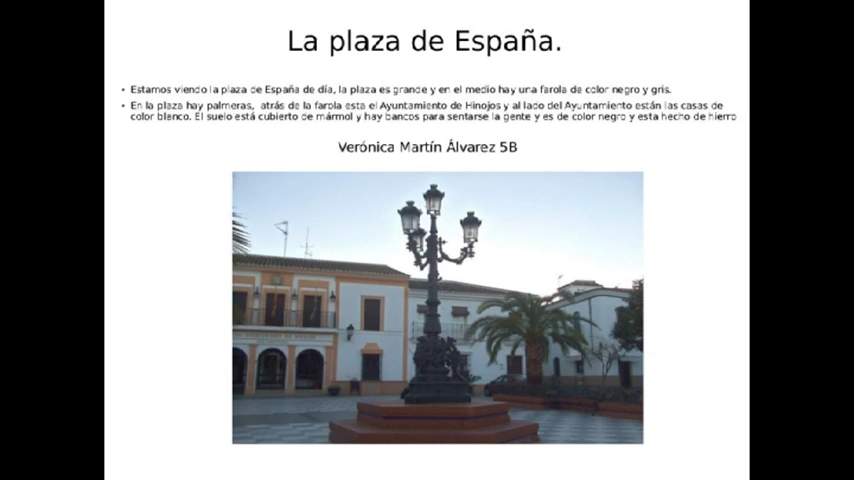 La plaza de España.
• Estamos viendo la plaza de España de día, la plaza es grande y en el medio hay una farola de color negro y gris.
• En la plaza hay palmeras, atrás de la farola esta el Ayuntamiento de Hinojos y al lado del Ayuntamiento están las casas de
color blanco. El suelo está cubierto de mármol y hay bancos para sentarse la gente y es de color negro y esta hecho de hierro
Verónica Martín Álvarez 5B